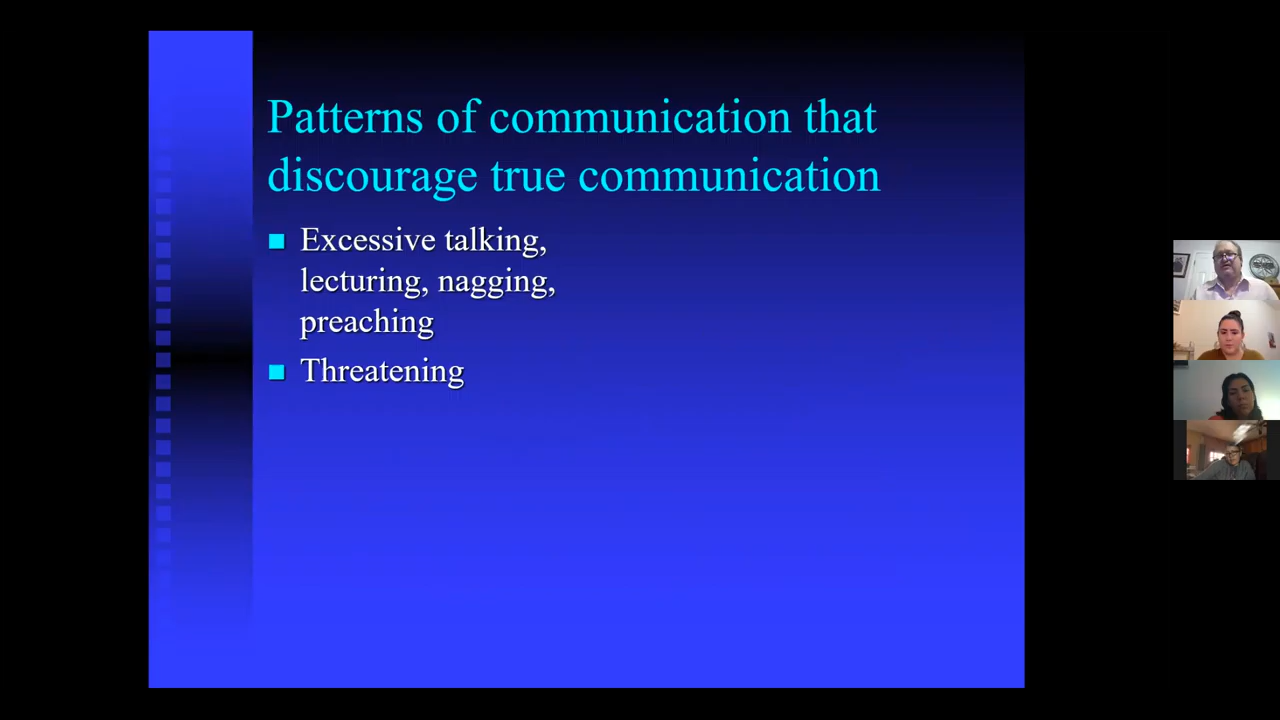 Patterns of communication that
discourage true communication
Excessive talking,
lecturing, nagging,
preaching
Threatening